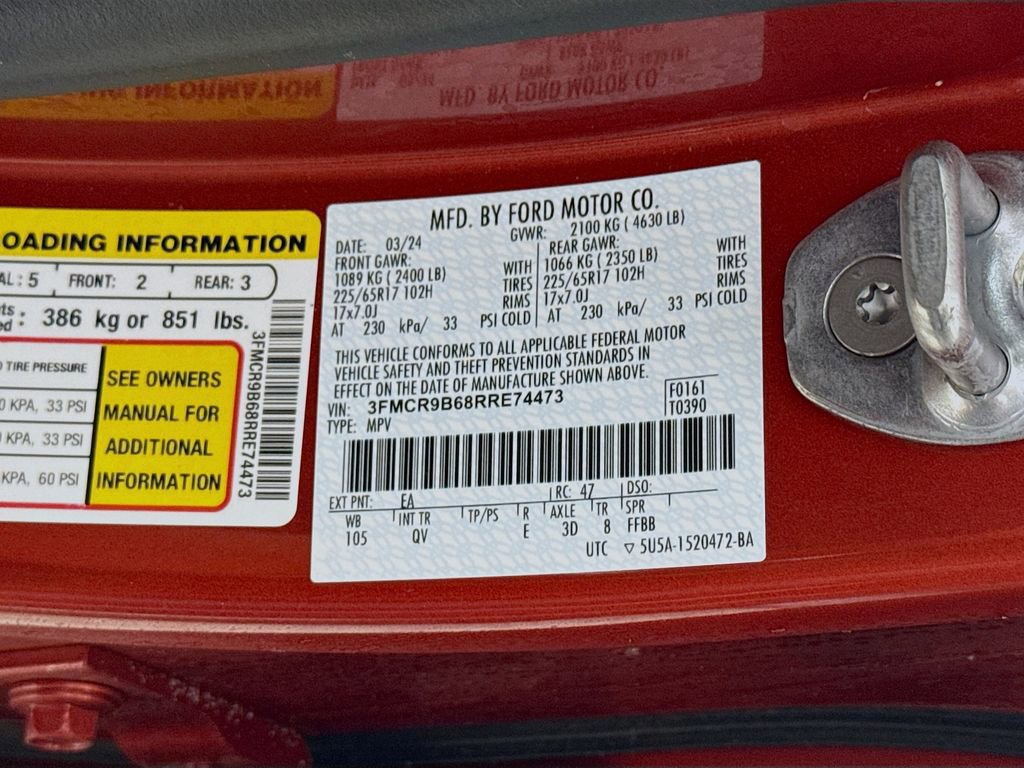 OADING INFORMATION
AL: 5 FRONT: 2 REAR: 3
386 kg or 851 lbs.
TIRE PRESSURE
KPA, 33 PSI
KPA, 33 PSI
KPA, 60 PSI
SEE OWNERS
MANUAL FOR
ADDITIONAL
INFORMATION
3FMCR9B68RRE74473
MFD. BY FORD MOTOR CO.
DATE: 03/24 GVWR: 2100 KG ( 4630 LB)
FRONT GAWR: WITH
1089 KG ( 2400 LB) TIRES
225/65R17 102H RIMS
17x7.0J
AT 230 kPa/ 33 PSI COLD
REAR GAWR: WITH
1066 KG ( 2350 LB) TIRES
225/65R17 102H RIMS
17x7.0J
AT 230 kPa/ 33 PSI COLD
THIS VEHICLE CONFORMS TO ALL APPLICABLE FEDERAL MOTOR
VEHICLE SAFETY AND THEFT PREVENTION STANDARDS IN
EFFECT ON THE DATE OF MANUFACTURE SHOWN ABOVE.
VIN: 3FMCR9B68RRE74473
TYPE: MPV
F0161
T0390
EXT PNT: EA RC: 47 DSO:
WB INT TR TP/PS R AXLE TR SPR
105 QV E 3D 8 FFBB
UTC ▽ 5U5A-1520472-BA